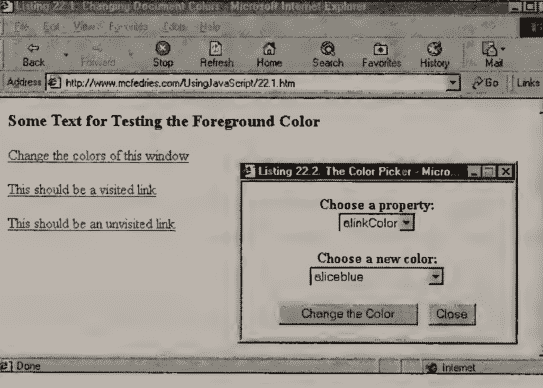 Listing 22.1. Changing Document Colors - Microsoft Internet Explorer
File Edit View Favorites Tools Help
Back Forward Stop Refresh Home Search Favorites History Mail
Address http://www.mcfedries.com/UsingJavaScript/22.1.htm Go Links
Some Text for Testing the Foreground Color
Change the colors of this window
This should be a visited link
This should be an unvisited link
Listing 22.2. The Color Picker - Micro...
Choose a property:
alinkColor
Choose a new color:
aliceblue
Change the Color Close
Done Internet